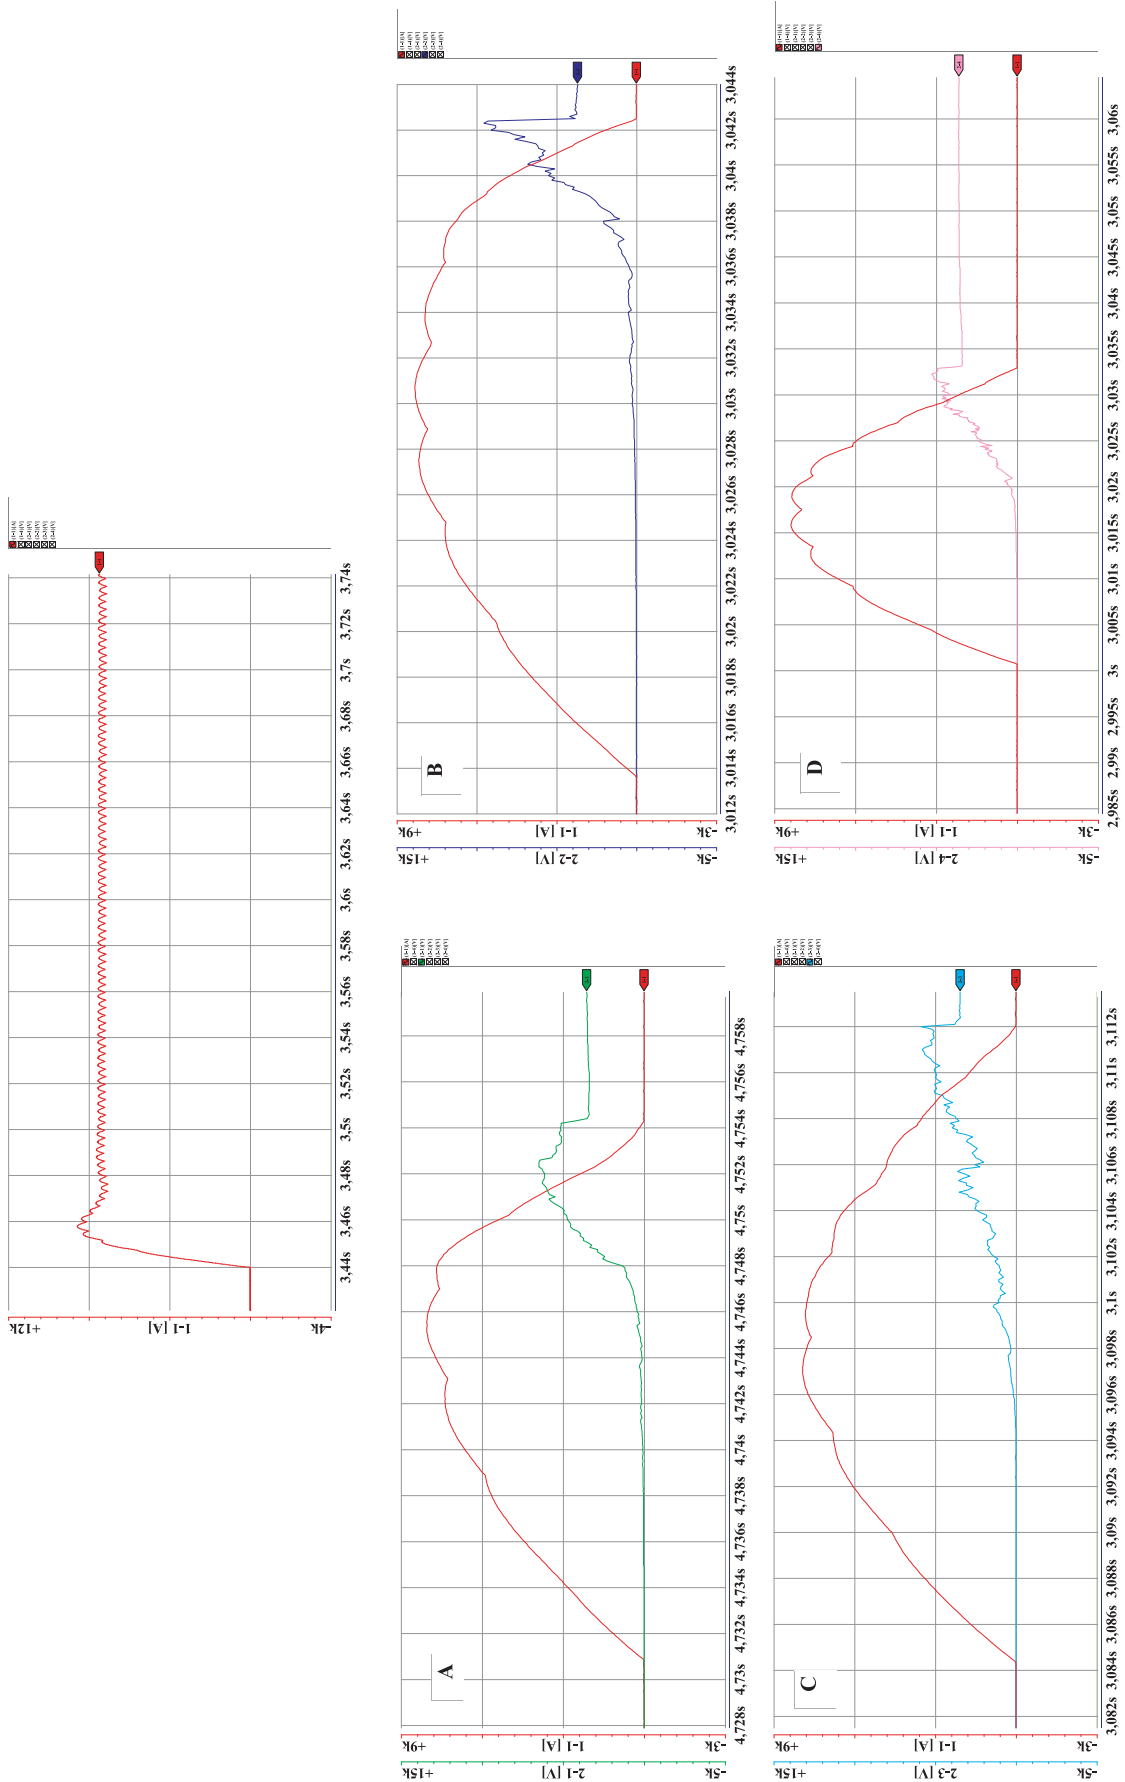 +12k
1-1 [A]
-4k
3,44s 3,46s 3,48s 3,5s 3,52s 3,54s 3,56s 3,58s 3,6s 3,62s 3,64s 3,66s 3,68s 3,7s 3,72s 3,74s
A
+15k +9k
2-1 [V] 1-1 [A]
-5k -3k
4,728s 4,73s 4,732s 4,734s 4,736s 4,738s 4,74s 4,742s 4,744s 4,746s 4,748s 4,75s 4,752s 4,754s 4,756s 4,758s
B
+15k +9k
2-2 [V] 1-1 [A]
-5k -3k
3,012s 3,014s 3,016s 3,018s 3,02s 3,022s 3,024s 3,026s 3,028s 3,03s 3,032s 3,034s 3,036s 3,038s 3,04s 3,042s 3,044s
C
+15k +9k
2-3 [V] 1-1 [A]
-5k -3k
3,082s 3,084s 3,086s 3,088s 3,09s 3,092s 3,094s 3,096s 3,098s 3,1s 3,102s 3,104s 3,106s 3,108s 3,11s 3,112s
D
+15k +9k
2-4 [V] 1-1 [A]
-5k -3k
2,985s 2,99s 2,995s 3s 3,005s 3,01s 3,015s 3,02s 3,025s 3,03s 3,035s 3,04s 3,045s 3,05s 3,055s 3,06s